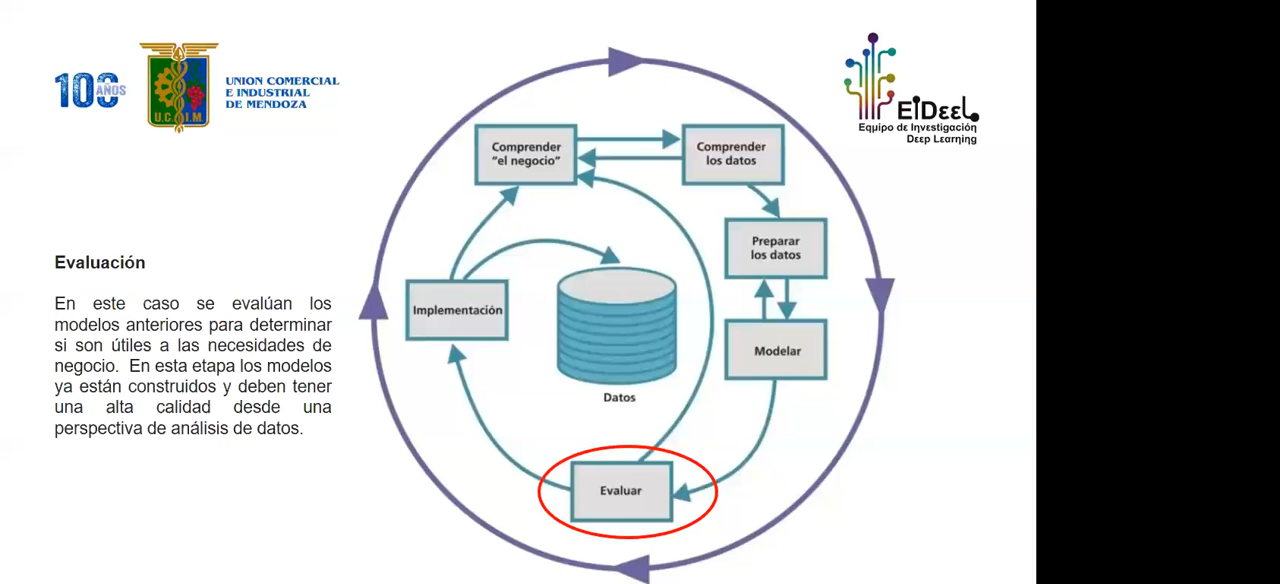 100 AÑOS
U.C.I.M.
UNION COMERCIAL
E INDUSTRIAL
DE MENDOZA
EIDeeL
Equipo de Investigación
Deep Learning
Evaluación
En este caso se evalúan los
modelos anteriores para determinar
si son útiles a las necesidades de
negocio. En esta etapa los modelos
ya están construidos y deben tener
una alta calidad desde una
perspectiva de análisis de datos.
Comprender
“el negocio”
Comprender
los datos
Preparar
los datos
Modelar
Implementación
Datos
Evaluar